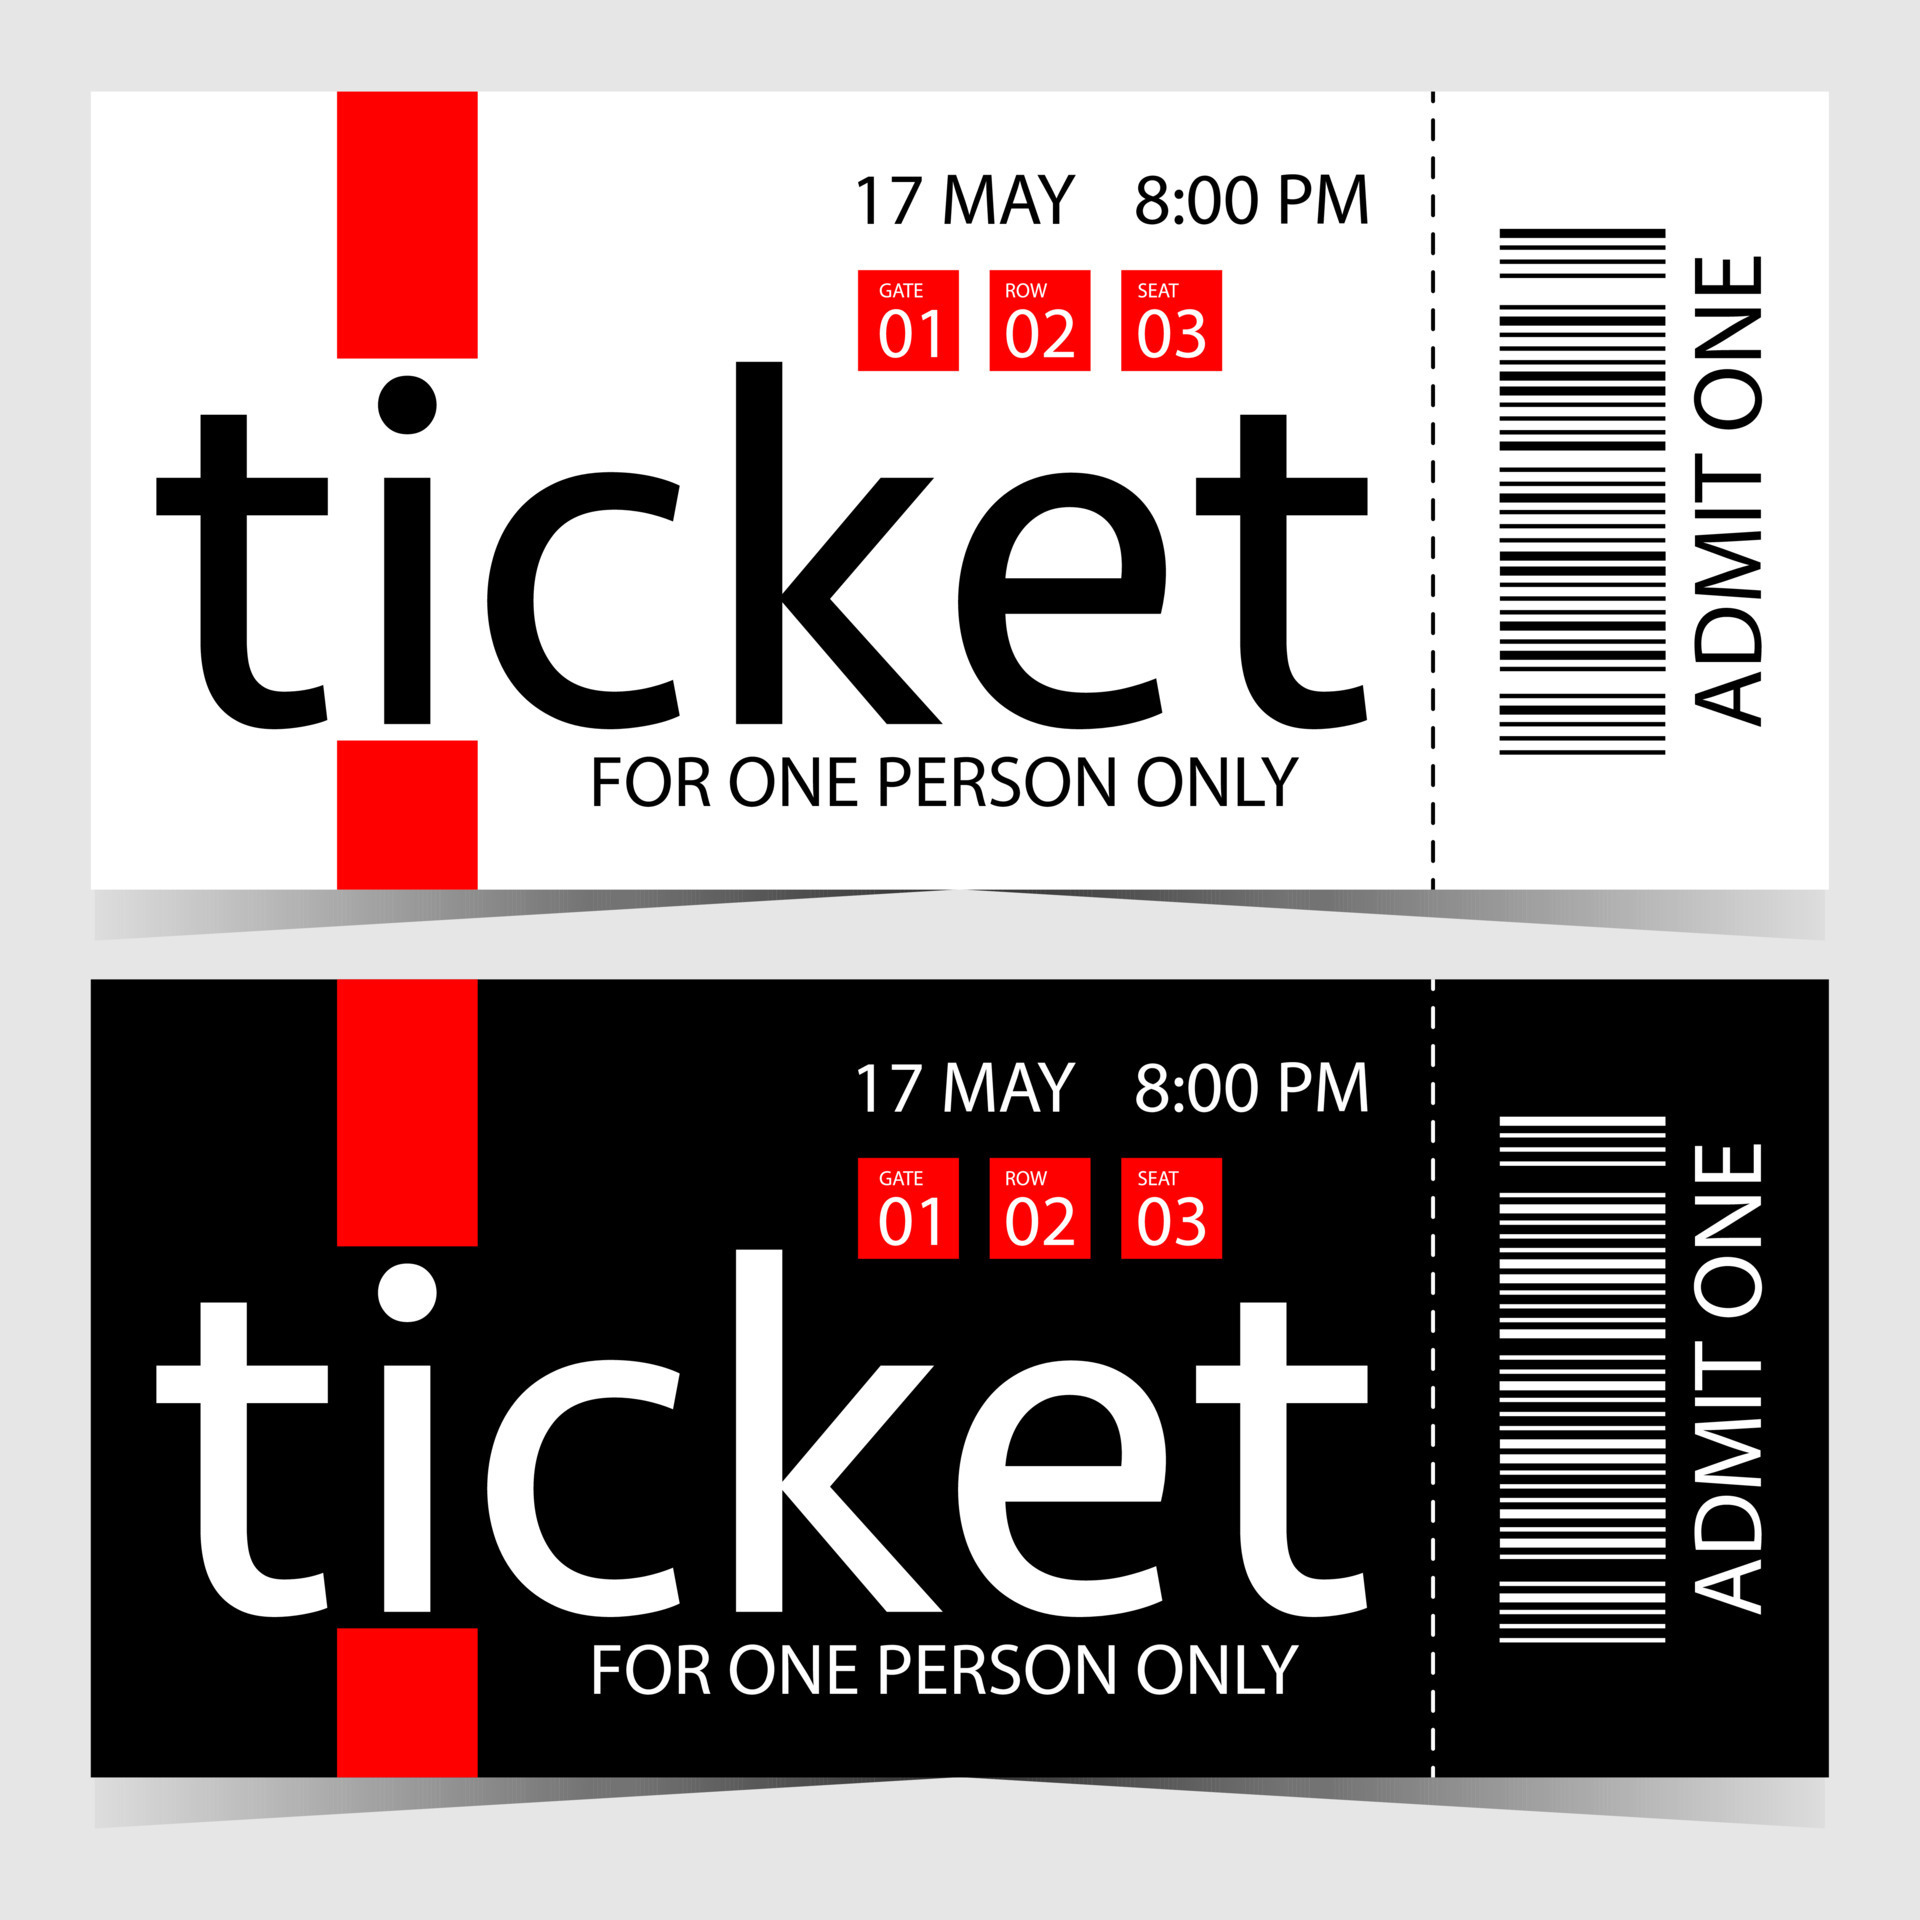 17 MAY 8:00 PM
GATE ROW SEAT
01 02 03
ticket
FOR ONE PERSON ONLY
ADMIT ONE
17 MAY 8:00 PM
GATE ROW SEAT
01 02 03
ticket
FOR ONE PERSON ONLY
ADMIT ONE